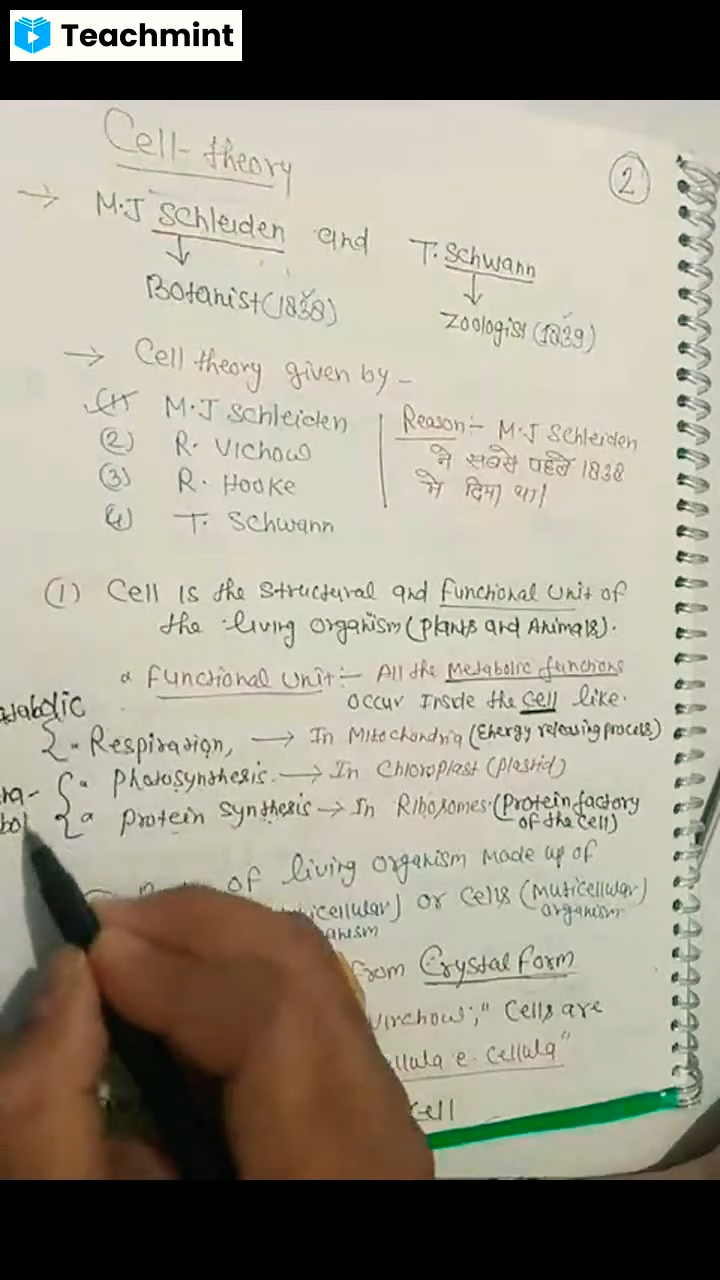 Teachmint
Cell-theory
2
→ M.J Schleiden and T. Schwann
Botanist (1838)
Zoologist (1839)
→ Cell theory given by -
(1) M.J Schleiden
(2) R. Vichow
(3) R. Hooke
(4) T. Schwann
Reason:- M.J Schleiden
ने सबसे पहले 1838
मे दिया था।
(1) Cell is the structural and functional unit of
the living organism (plants and Animals).
Functional unit:- All the Metabolic functions
occur inside the cell like.
Respiration, → In Mitochondria (Energy releasing process)
Photosynthesis. → In Chloroplast (plastid)
Protein synthesis → In Ribosomes. (Protein factory
of the cell)
of living organism made up of
or cells (Muticellular)
organism
from Crystal form
Virchow," Cells are
e. cellula"
cell